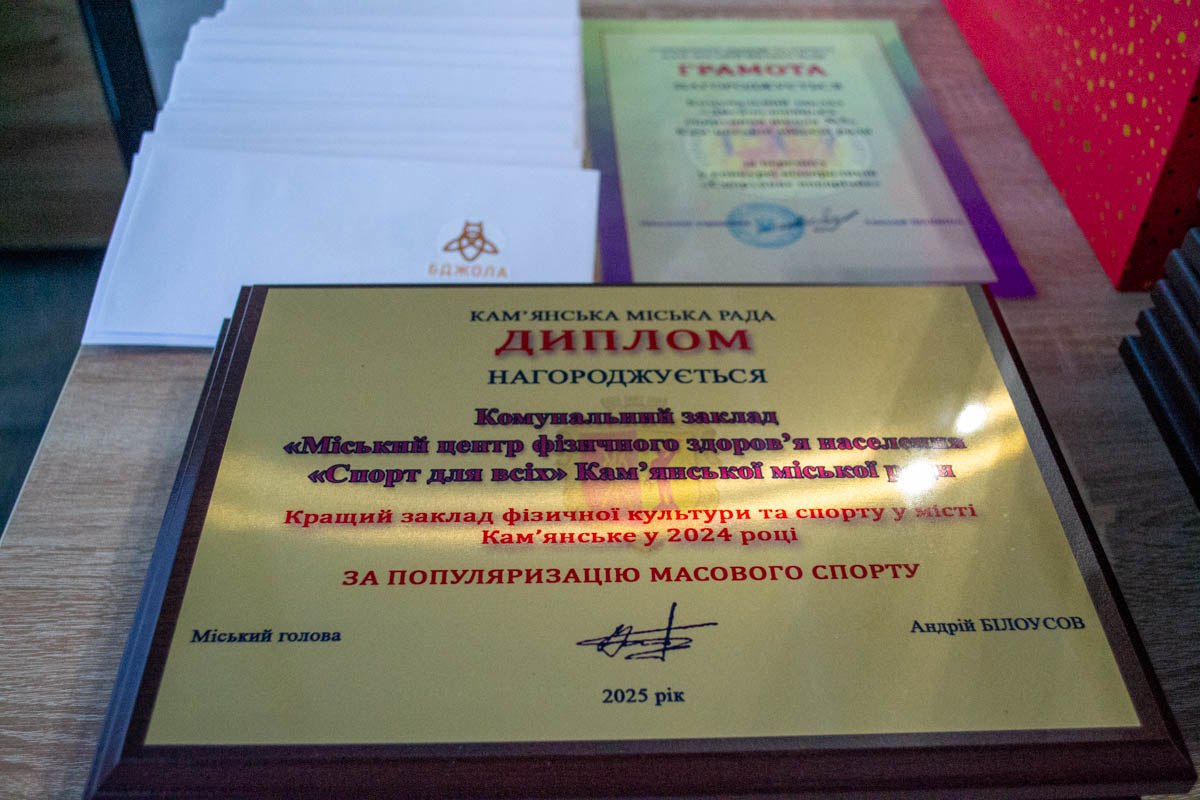 ГРАМОТА
НАГОРОДЖУЄТЬСЯ
БДЖОЛА
КАМ'ЯНСЬКА МІСЬКА РАДА
ДИПЛОМ
НАГОРОДЖУЄТЬСЯ
Комунальний заклад
«Міський центр фізичного здоров'я населення
«Спорт для всіх» Кам'янської міської ради
Кращий заклад фізичної культури та спорту у місті
Кам'янське у 2024 році
ЗА ПОПУЛЯРИЗАЦІЮ МАСОВОГО СПОРТУ
Міський голова
Андрій БІЛОУСОВ
2025 рік